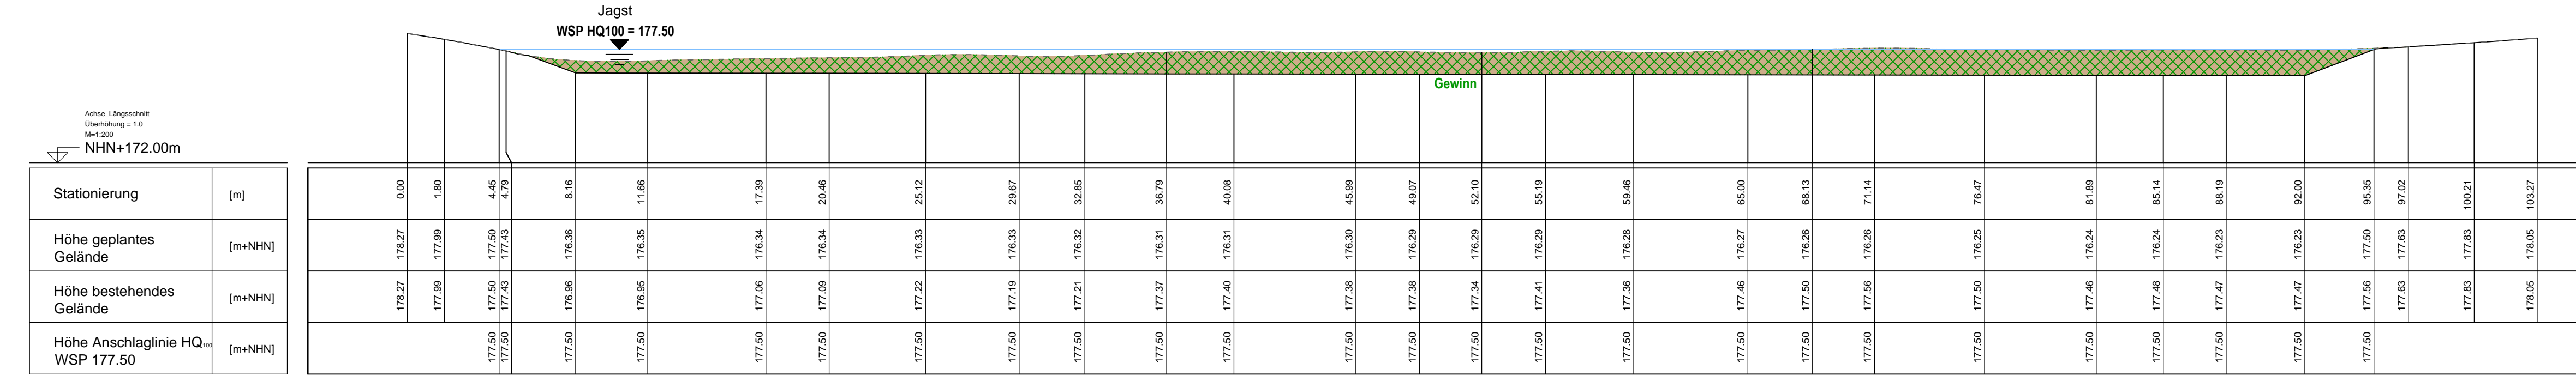 Jagst
WSP HQ100 = 177.50
Gewinn
Achse_Längsschnitt
Überhöhung = 1.0
M=1:200
NHN+172.00m
Stationierung [m] 0.00 1.80 4.45 4.79 8.16 11.66 17.39 20.46 25.12 29.67 32.85 36.79 40.08 45.99 49.07 52.10 55.19 59.46 65.00 68.13 71.14 76.47 81.89 85.14 88.19 92.00 95.35 97.02 100.21 103.27
Höhe geplantes
Gelände [m+NHN] 178.27 177.99 177.50 177.43 176.36 176.35 176.34 176.34 176.33 176.33 176.32 176.31 176.31 176.30 176.29 176.29 176.29 176.28 176.27 176.26 176.26 176.25 176.24 176.24 176.23 176.23 177.50 177.63 177.83 178.05
Höhe bestehendes
Gelände [m+NHN] 178.27 177.99 177.50 177.43 176.96 176.95 177.06 177.09 177.22 177.19 177.21 177.37 177.40 177.38 177.38 177.34 177.41 177.36 177.46 177.50 177.56 177.50 177.46 177.48 177.47 177.47 177.56 177.63 177.83 178.05
Höhe Anschlaglinie HQ100
WSP 177.50 [m+NHN] 177.50 177.50 177.50 177.50 177.50 177.50 177.50 177.50 177.50 177.50 177.50 177.50 177.50 177.50 177.50 177.50 177.50 177.50 177.50 177.50 177.50 177.50 177.50 177.50 177.50